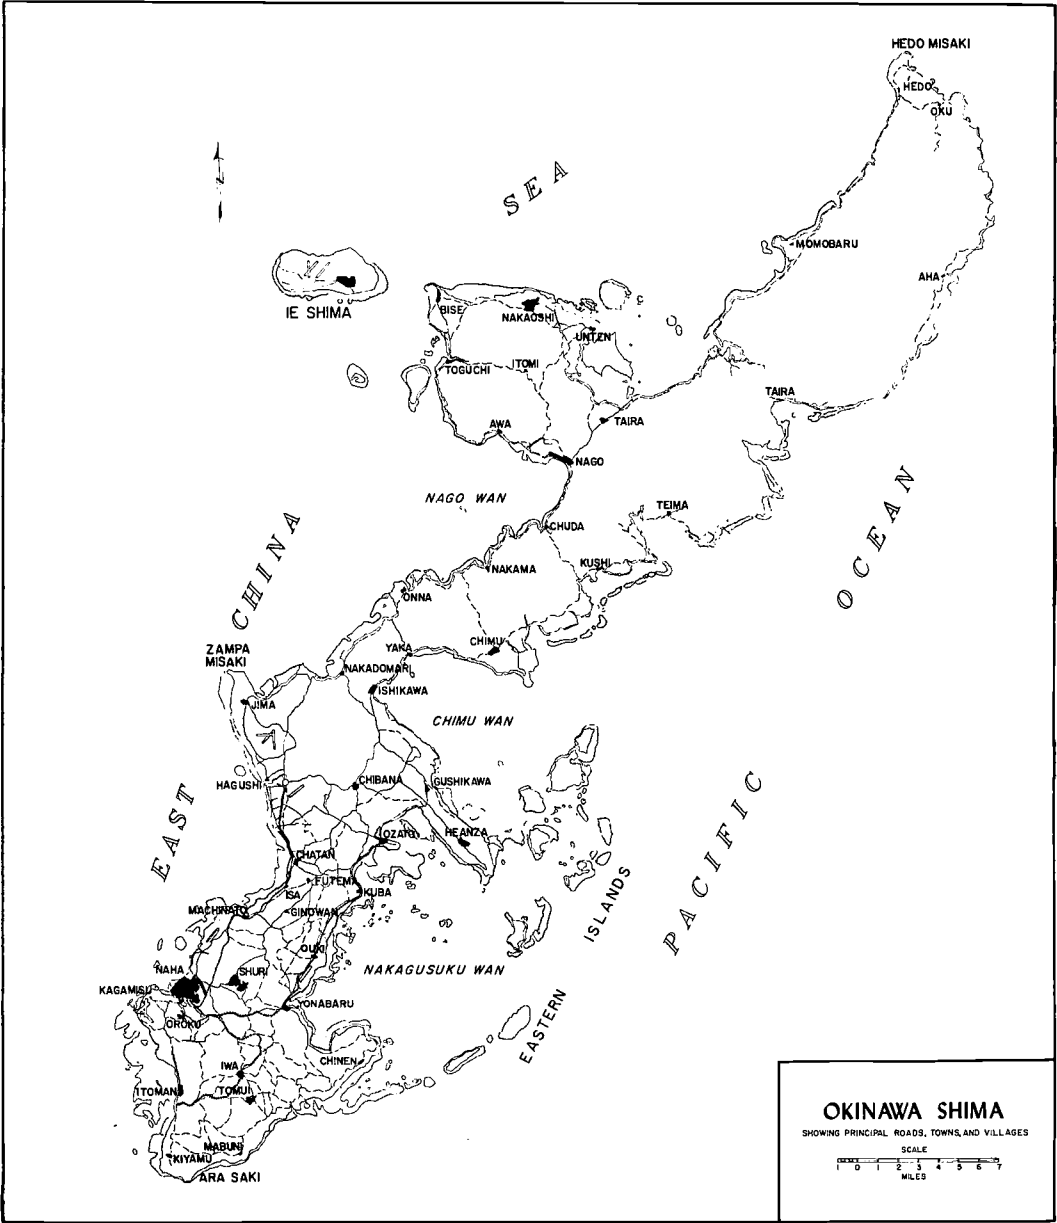 HEDO MISAKI
HEDO
OKU
SEA
MOMOBARU
AHA
IE SHIMA
BISE
NAKAOSHI
UNTEN
TOGUCHI
ITOMI
TAIRA
TAIRA
AWA
NAGO
NAGO WAN
TEIMA
CHINA
OCEAN
CHUDA
NAKAMA
KUSHI
ONNA
CHIMU
YAKA
ZAMPA
MISAKI
NAKADOMARI
ISHIKAWA
JIMA
CHIMU WAN
HAGUSHI
CHIBANA
GUSHIKAWA
EAST
PACIFIC
OZATO
HEANZA
CHATAN
FUTEMA
ISA
KUBA
MACHINATO
GINOWAN
ISLANDS
OUKI
NAKAGUSUKU WAN
NAHA
SHURI
KAGAMISU
YONABARU
EASTERN
OROKU
CHINEN
IWA
ITOMAN
TOMUI
MABUNI
KIYAMU
ARA SAKI
OKINAWA SHIMA
SHOWING PRINCIPAL ROADS, TOWNS, AND VILLAGES
SCALE
1 0 1 2 3 4 5 6 7
MILES